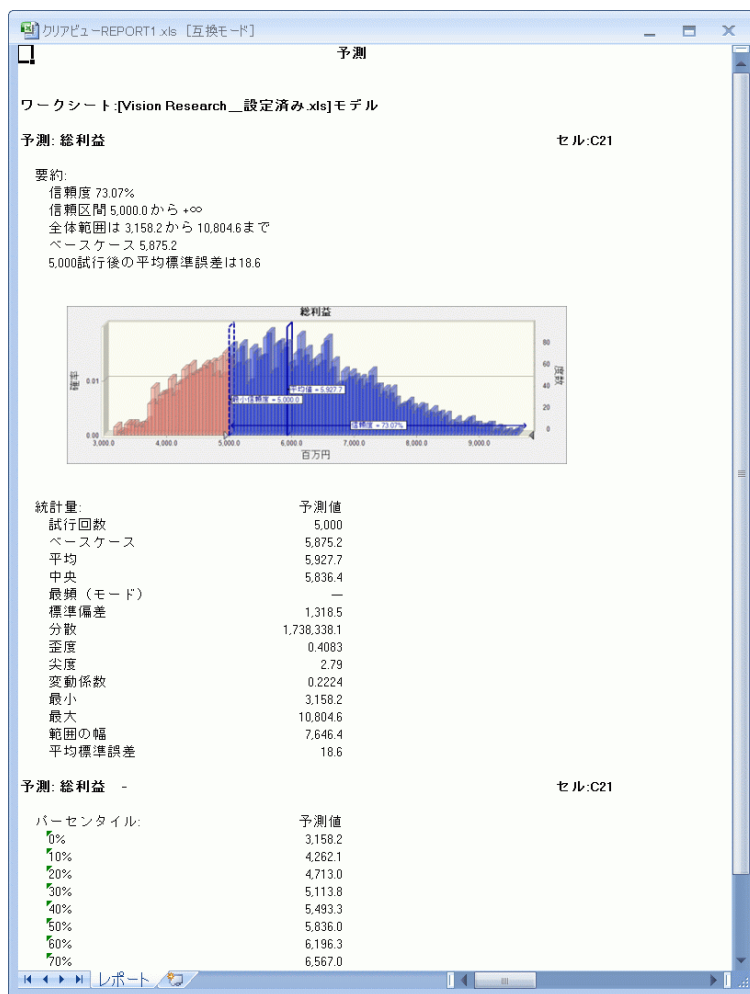 クリアビューREPORT1.xls [互換モード]
予測
ワークシート:[Vision Research__設定済み.xls]モデル
予測: 総利益 セル:C21
要約:
信頼度 73.07%
信頼区間 5,000.0から +∞
全体範囲は 3,158.2から 10,804.6まで
ベースケース 5,875.2
5,000試行後の平均標準誤差は18.6
総利益
確率
0.01
0.00
度数
80
60
40
20
0
平均値 = 5,927.7
最小信頼度 = 5,000.0
信頼度 = 73.07%
3,000.0 4,000.0 5,000.0 6,000.0 7,000.0 8,000.0 9,000.0
百万円
統計量: 予測値
試行回数 5,000
ベースケース 5,875.2
平均 5,927.7
中央 5,836.4
最頻（モード） —
標準偏差 1,318.5
分散 1,738,338.1
歪度 0.4083
尖度 2.79
変動係数 0.2224
最小 3,158.2
最大 10,804.6
範囲の幅 7,646.4
平均標準誤差 18.6
予測: 総利益 - セル:C21
パーセンタイル: 予測値
0% 3,158.2
10% 4,262.1
20% 4,713.0
30% 5,113.8
40% 5,493.3
50% 5,836.0
60% 6,196.3
70% 6,567.0
レポート